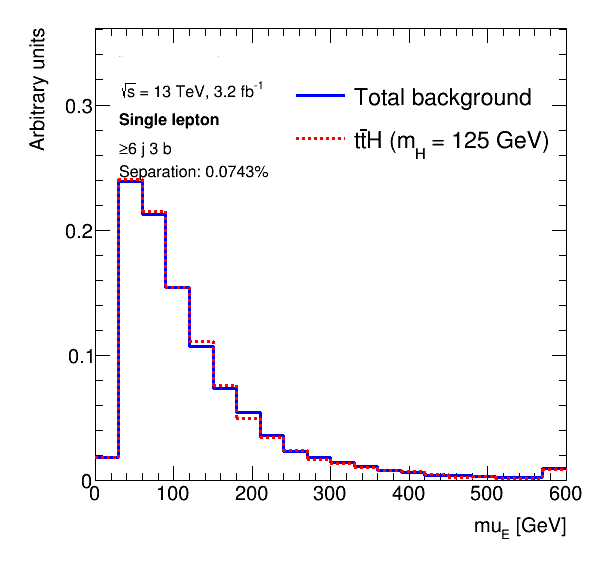 Arbitrary units
√s = 13 TeV, 3.2 fb⁻¹
Single lepton
≥6 j 3 b
Separation: 0.0743%
Total background
tt̄H (m_H = 125 GeV)
0.3
0.2
0.1
0
0 100 200 300 400 500 600
mu_E [GeV]